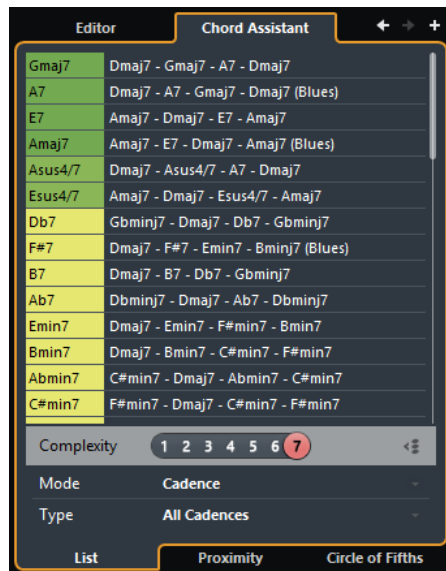 Editor Chord Assistant
Gmaj7 Dmaj7 - Gmaj7 - A7 - Dmaj7
A7 Dmaj7 - A7 - Gmaj7 - Dmaj7 (Blues)
E7 Amaj7 - Dmaj7 - E7 - Amaj7
Amaj7 Amaj7 - E7 - Dmaj7 - Amaj7 (Blues)
Asus4/7 Dmaj7 - Asus4/7 - A7 - Dmaj7
Esus4/7 Amaj7 - Dmaj7 - Esus4/7 - Amaj7
Db7 Gbminj7 - Dmaj7 - Db7 - Gbminj7
F#7 Dmaj7 - F#7 - Emin7 - Bminj7 (Blues)
B7 Dmaj7 - B7 - Db7 - Gbminj7
Ab7 Dbminj7 - Dmaj7 - Ab7 - Dbminj7
Emin7 Dmaj7 - Emin7 - F#min7 - Bmin7
Bmin7 Dmaj7 - Bmin7 - C#min7 - F#min7
Abmin7 C#min7 - Dmaj7 - Abmin7 - C#min7
C#min7 F#min7 - Dmaj7 - C#min7 - F#min7
Complexity 1 2 3 4 5 6 7
Mode Cadence
Type All Cadences
List Proximity Circle of Fifths